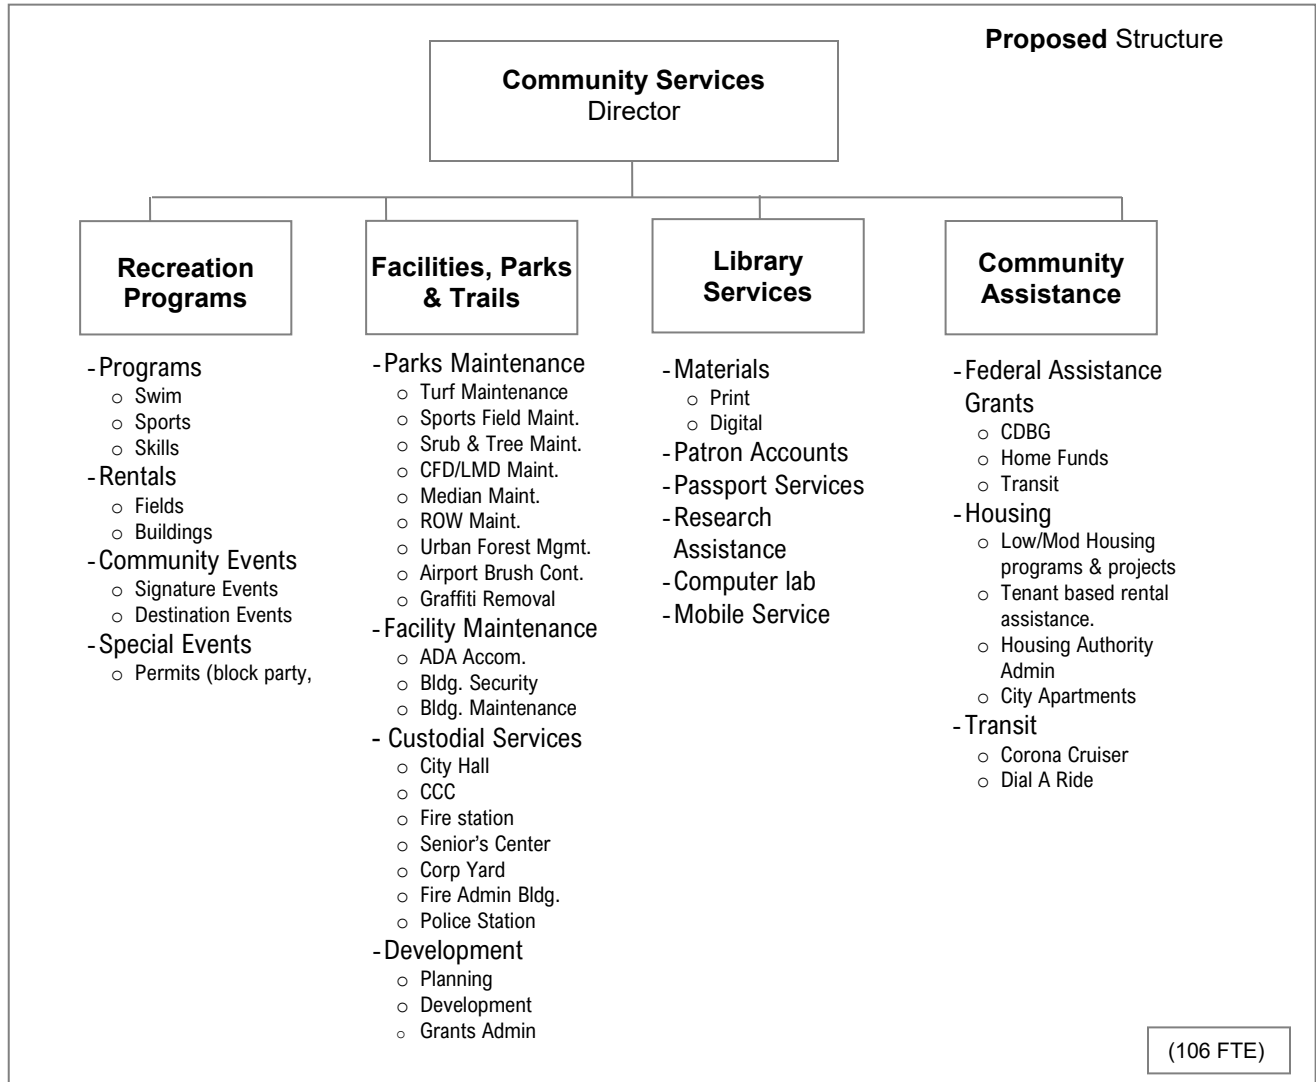 Proposed Structure
Community Services
Director
Recreation
Programs
-Programs
o Swim
o Sports
o Skills
-Rentals
o Fields
o Buildings
-Community Events
o Signature Events
o Destination Events
-Special Events
o Permits (block party,
Facilities, Parks
& Trails
-Parks Maintenance
o Turf Maintenance
o Sports Field Maint.
o Srub & Tree Maint.
o CFD/LMD Maint.
o Median Maint.
o ROW Maint.
o Urban Forest Mgmt.
o Airport Brush Cont.
o Graffiti Removal
-Facility Maintenance
o ADA Accom.
o Bldg. Security
o Bldg. Maintenance
- Custodial Services
o City Hall
o CCC
o Fire station
o Senior's Center
o Corp Yard
o Fire Admin Bldg.
o Police Station
-Development
o Planning
o Development
o Grants Admin
Library
Services
-Materials
o Print
o Digital
-Patron Accounts
-Passport Services
-Research
Assistance
-Computer lab
-Mobile Service
Community
Assistance
-Federal Assistance
Grants
o CDBG
o Home Funds
o Transit
-Housing
o Low/Mod Housing
programs & projects
o Tenant based rental
assistance.
o Housing Authority
Admin
o City Apartments
-Transit
o Corona Cruiser
o Dial A Ride
(106 FTE)